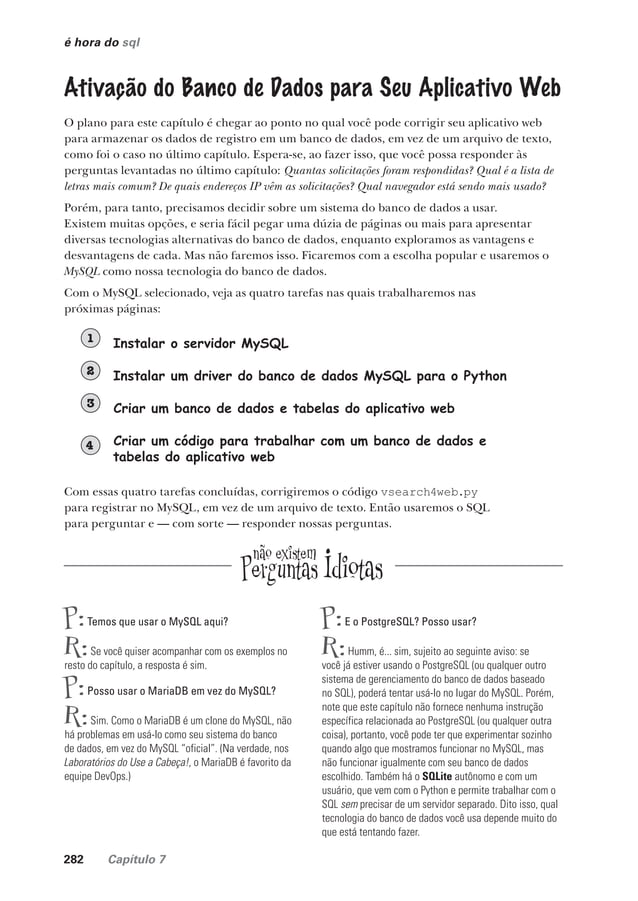 é hora do sql
Ativação do Banco de Dados para Seu Aplicativo Web
O plano para este capítulo é chegar ao ponto no qual você pode corrigir seu aplicativo web
para armazenar os dados de registro em um banco de dados, em vez de um arquivo de texto,
como foi o caso no último capítulo. Espera-se, ao fazer isso, que você possa responder às
perguntas levantadas no último capítulo: Quantas solicitações foram respondidas? Qual é a lista de
letras mais comum? De quais endereços IP vêm as solicitações? Qual navegador está sendo mais usado?
Porém, para tanto, precisamos decidir sobre um sistema do banco de dados a usar.
Existem muitas opções, e seria fácil pegar uma dúzia de páginas ou mais para apresentar
diversas tecnologias alternativas do banco de dados, enquanto exploramos as vantagens e
desvantagens de cada. Mas não faremos isso. Ficaremos com a escolha popular e usaremos o
MySQL como nossa tecnologia do banco de dados.
Com o MySQL selecionado, veja as quatro tarefas nas quais trabalharemos nas
próximas páginas:
1 Instalar o servidor MySQL
2 Instalar um driver do banco de dados MySQL para o Python
3 Criar um banco de dados e tabelas do aplicativo web
4 Criar um código para trabalhar com um banco de dados e
tabelas do aplicativo web
Com essas quatro tarefas concluídas, corrigiremos o código vsearch4web.py
para registrar no MySQL, em vez de um arquivo de texto. Então usaremos o SQL
para perguntar e — com sorte — responder nossas perguntas.
não existem
Perguntas Idiotas
P: Temos que usar o MySQL aqui?
R: Se você quiser acompanhar com os exemplos no
resto do capítulo, a resposta é sim.
P: Posso usar o MariaDB em vez do MySQL?
R: Sim. Como o MariaDB é um clone do MySQL, não
há problemas em usá-lo como seu sistema do banco
de dados, em vez do MySQL “oficial”. (Na verdade, nos
Laboratórios do Use a Cabeça!, o MariaDB é favorito da
equipe DevOps.)
P: E o PostgreSQL? Posso usar?
R: Humm, é... sim, sujeito ao seguinte aviso: se
você já estiver usando o PostgreSQL (ou qualquer outro
sistema de gerenciamento do banco de dados baseado
no SQL), poderá tentar usá-lo no lugar do MySQL. Porém,
note que este capítulo não fornece nenhuma instrução
específica relacionada ao PostgreSQL (ou qualquer outra
coisa), portanto, você pode ter que experimentar sozinho
quando algo que mostramos funcionar no MySQL, mas
não funcionar igualmente com seu banco de dados
escolhido. Também há o SQLite autônomo e com um
usuário, que vem com o Python e permite trabalhar com o
SQL sem precisar de um servidor separado. Dito isso, qual
tecnologia do banco de dados você usa depende muito do
que está tentando fazer.
282 Capítulo 7